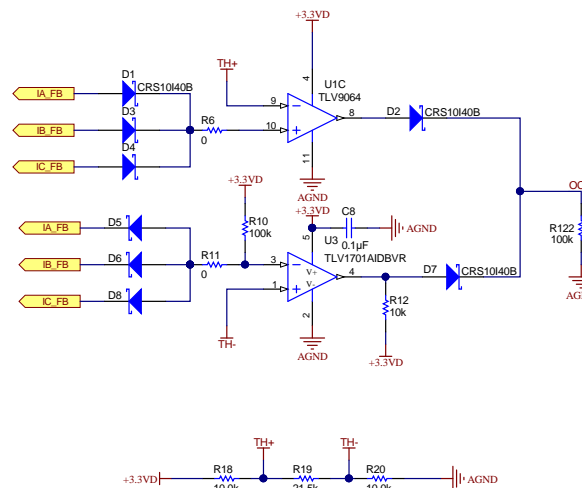 +3.3VD
TH+
D1
CRS10I40B
IA_FB
4
U1C
TLV9064
D3
IB_FB
R6
0
9
10
8
D2
CRS10I40B
D4
IC_FB
11
AGND
+3.3VD
+3.3VD
C8
0.1µF
AGND
R10
100k
D5
IA_FB
5
U3
TLV1701AIDBVR
D6
IB_FB
R11
0
3
1
V+
V-
4
D7
CRS10I40B
R122
100k
D8
IC_FB
2
R12
10k
TH-
AGND
+3.3VD
TH+
TH-
+3.3VD
R18
R19
R20
AGND